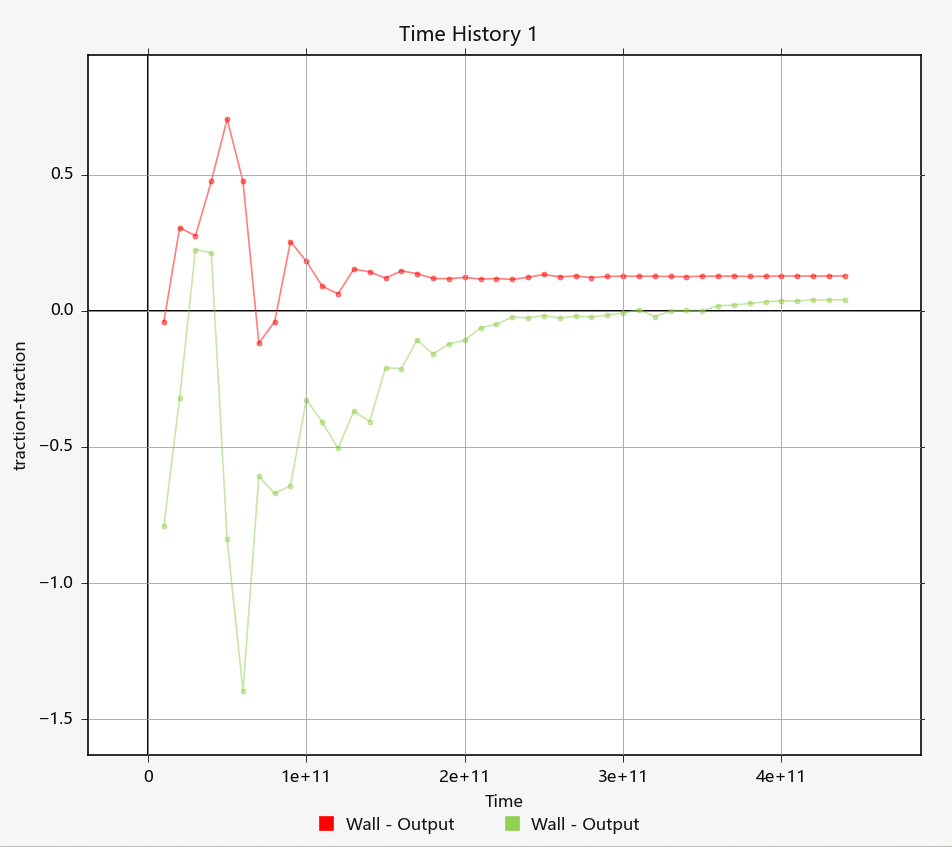 Time History 1
traction-traction
0.5
0.0
−0.5
−1.0
−1.5
0 1e+11 2e+11 3e+11 4e+11
Time
Wall - Output Wall - Output